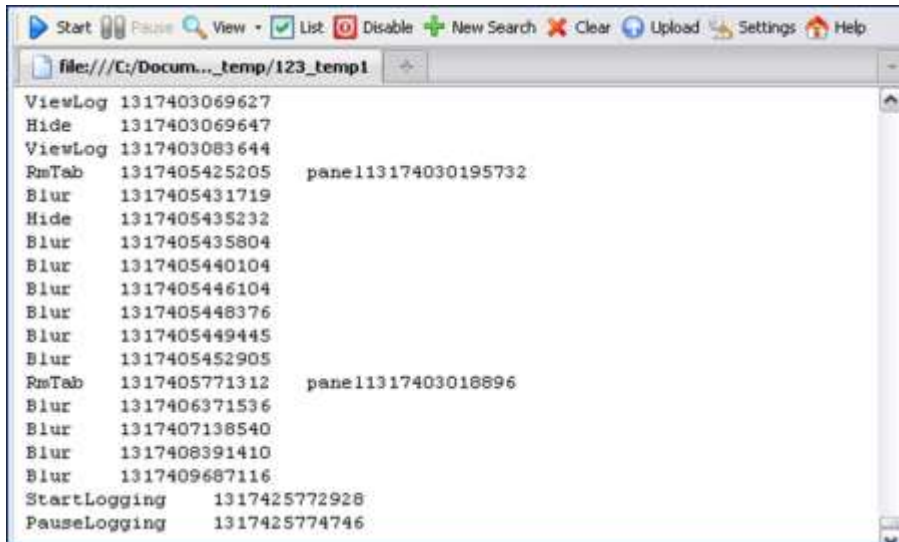 Start Pause View List Disable New Search Clear Upload Settings Help
file:///C:/Docum..._temp/123_temp1
ViewLog 1317403069627
Hide 1317403069647
ViewLog 1317403083644
RmTab 1317405425205 panel13174030195732
Blur 1317405431719
Hide 1317405435232
Blur 1317405435804
Blur 1317405440104
Blur 1317405446104
Blur 1317405448376
Blur 1317405449445
Blur 1317405452905
RmTab 1317405771312 panel1317403018896
Blur 1317406371536
Blur 1317407138540
Blur 1317408391410
Blur 1317409687116
StartLogging 1317425772928
PauseLogging 1317425774746